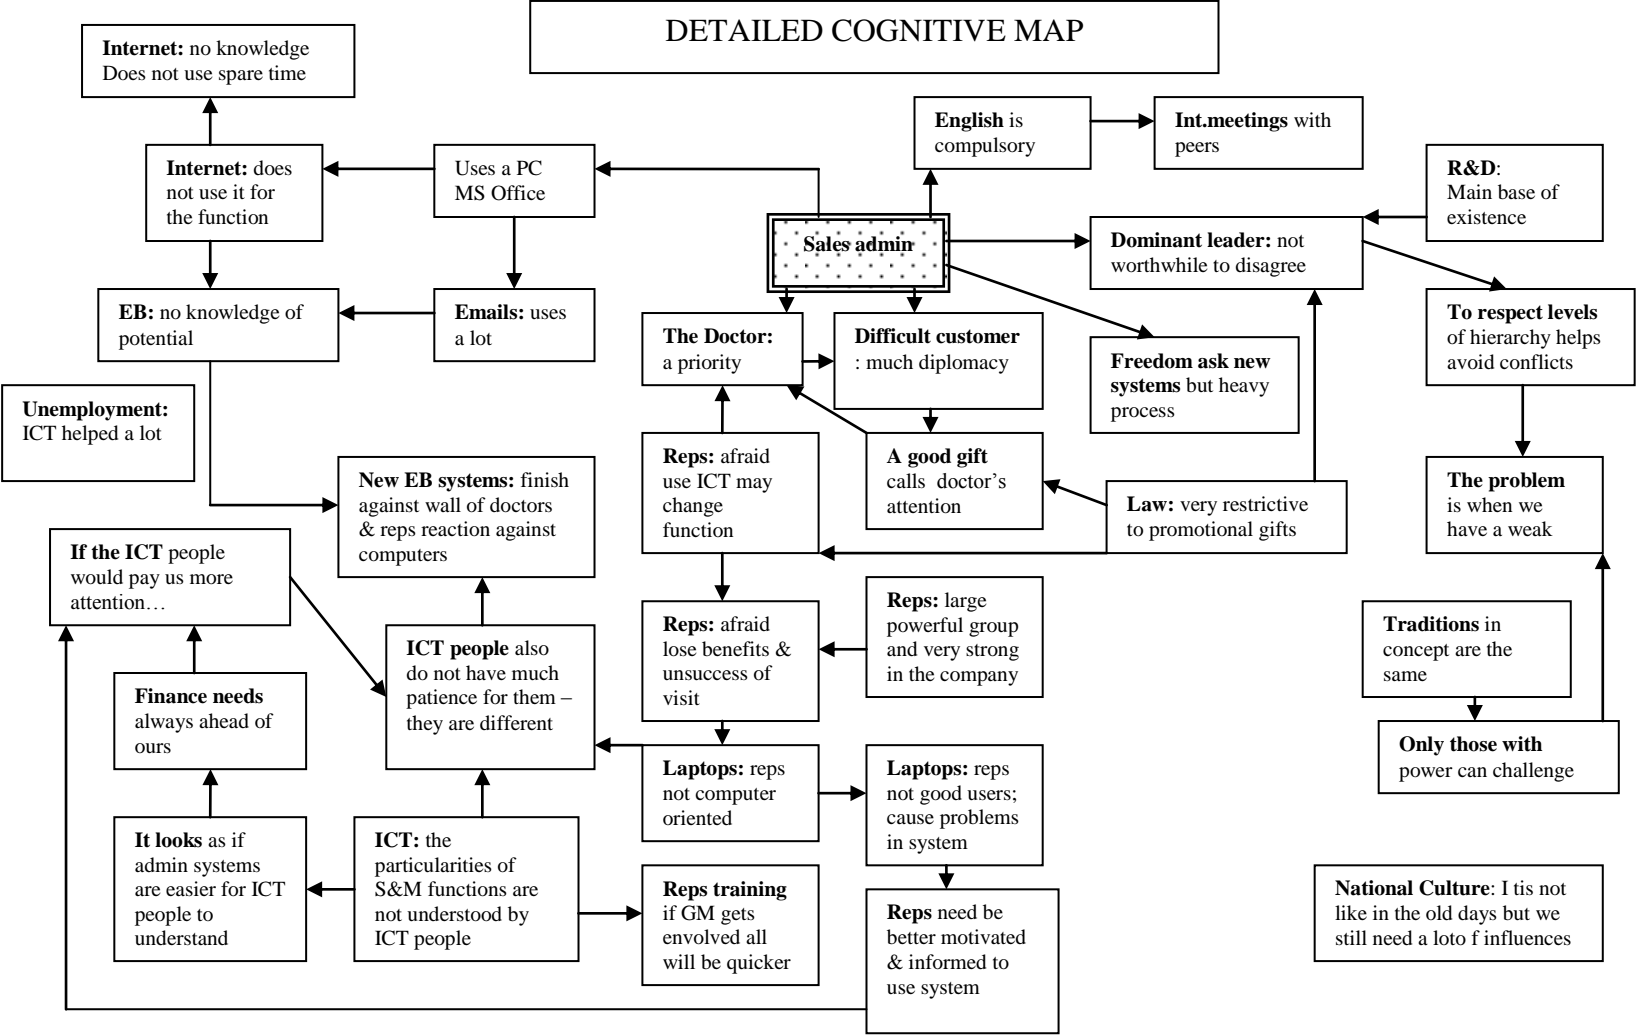 DETAILED COGNITIVE MAP
Internet: no knowledge
Does not use spare time
English is
compulsory
Int.meetings with
peers
Internet: does
not use it for
the function
Uses a PC
MS Office
R&D:
Main base of
existence
Sales admin
Dominant leader: not
worthwhile to disagree
EB: no knowledge of
potential
Emails: uses
a lot
The Doctor:
a priority
Difficult customer
: much diplomacy
Freedom ask new
systems but heavy
process
To respect levels
of hierarchy helps
avoid conflicts
Unemployment:
ICT helped a lot
New EB systems: finish
against wall of doctors
& reps reaction against
computers
Reps: afraid
use ICT may
change
function
A good gift
calls doctor’s
attention
Law: very restrictive
to promotional gifts
The problem
is when we
have a weak
If the ICT people
would pay us more
attention…
ICT people also
do not have much
patience for them –
they are different
Reps: afraid
lose benefits &
unsuccess of
visit
Reps: large
powerful group
and very strong
in the company
Traditions in
concept are the
same
Finance needs
always ahead of
ours
Laptops: reps
not computer
oriented
Laptops: reps
not good users;
cause problems
in system
Only those with
power can challenge
It looks as if
admin systems
are easier for ICT
people to
understand
ICT: the
particularities of
S&M functions are
not understood by
ICT people
Reps training
if GM gets
envolved all
will be quicker
Reps need be
better motivated
& informed to
use system
National Culture: I tis not
like in the old days but we
still need a loto f influences